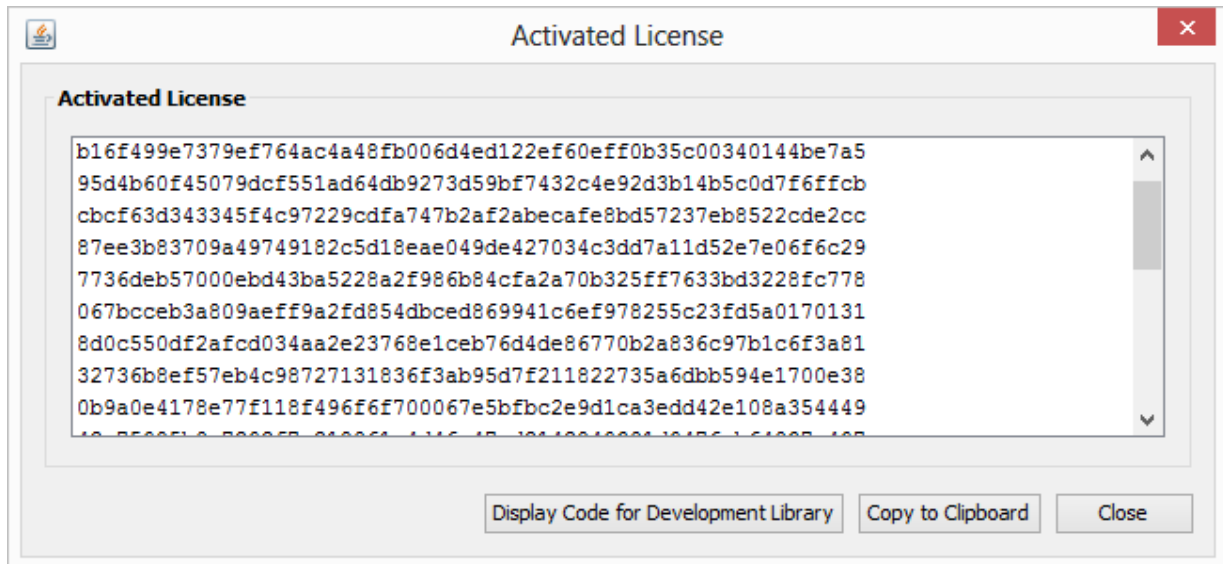 Activated License
Activated License
b16f499e7379ef764ac4a48fb006d4ed122ef60eff0b35c00340144be7a5
95d4b60f45079dcf551ad64db9273d59bf7432c4e92d3b14b5c0d7f6ffcb
cbcf63d343345f4c97229cdfa747b2af2abecafe8bd57237eb8522cde2cc
87ee3b83709a49749182c5d18eae049de427034c3dd7a11d52e7e06f6c29
7736deb57000ebd43ba5228a2f986b84cfa2a70b325ff7633bd3228fc778
067bcceb3a809aeff9a2fd854dbced869941c6ef978255c23fd5a0170131
8d0c550df2afcd034aa2e23768e1ceb76d4de86770b2a836c97b1c6f3a81
32736b8ef57eb4c98727131836f3ab95d7f211822735a6dbb594e1700e38
0b9a0e4178e77f118f496f6f700067e5bfbc2e9d1ca3edd42e108a354449
Display Code for Development Library Copy to Clipboard Close